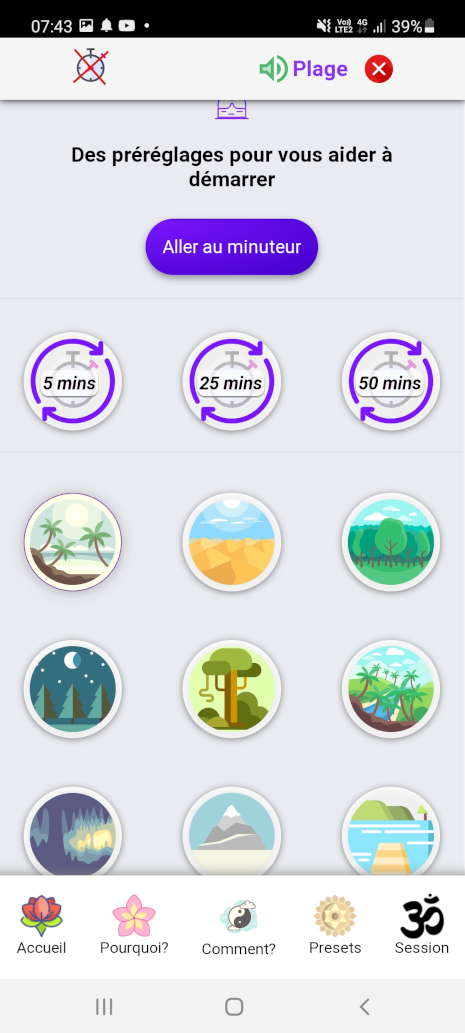 07:43 Voo) LTE2 4G 39%
Plage
Des préréglages pour vous aider à
démarrer
Aller au minuteur
5 mins 25 mins 50 mins
Accueil Pourquoi? Comment? Presets Session